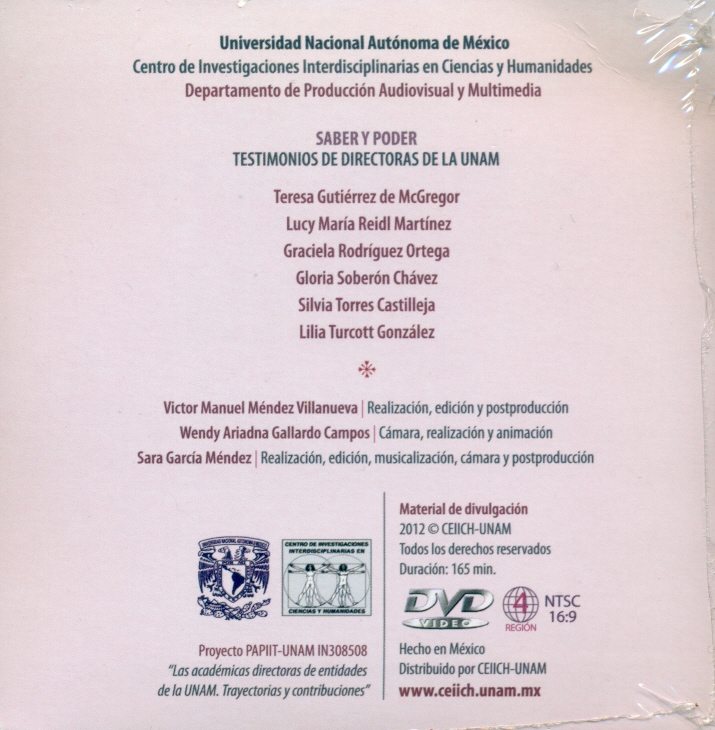 Universidad Nacional Autónoma de México
Centro de Investigaciones Interdisciplinarias en Ciencias y Humanidades
Departamento de Producción Audiovisual y Multimedia
SABER Y PODER
TESTIMONIOS DE DIRECTORAS DE LA UNAM
Teresa Gutiérrez de McGregor
Lucy María Reidl Martínez
Graciela Rodríguez Ortega
Gloria Soberón Chávez
Silvia Torres Castilleja
Lilia Turcott González
Victor Manuel Méndez Villanueva | Realización, edición y postproducción
Wendy Ariadna Gallardo Campos | Cámara, realización y animación
Sara García Méndez | Realización, edición, musicalización, cámara y postproducción
UNIVERSIDAD NACIONAL AUTONOMA DE MEXICO
CENTRO DE INVESTIGACIONES
INTERDISCIPLINARIAS EN
CIENCIAS Y HUMANIDADES
Proyecto PAPIIT-UNAM IN308508
“Las académicas directoras de entidades
de la UNAM. Trayectorias y contribuciones”
Material de divulgación
2012 © CEIICH-UNAM
Todos los derechos reservados
Duración: 165 min.
DVD
VIDEO
4
REGIÓN
NTSC
16:9
Hecho en México
Distribuido por CEIICH-UNAM
www.ceiich.unam.mx